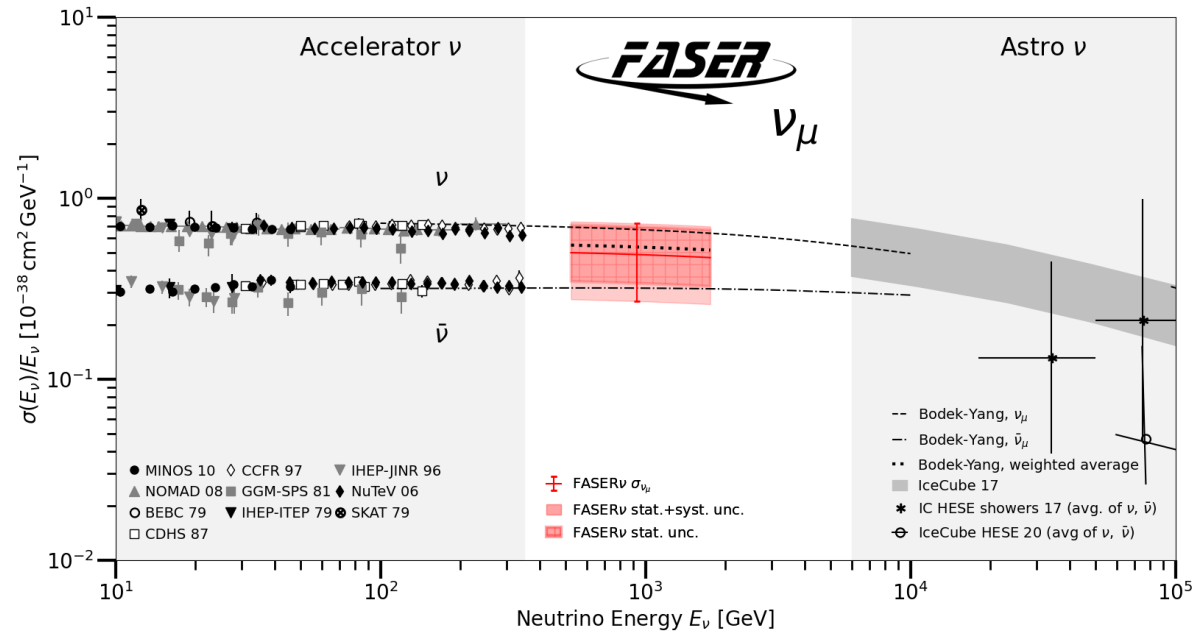 Accelerator ν
FASER
Astro ν
ν_μ
ν
ν̄
10¹
10⁰
10⁻¹
10⁻²
σ(E_ν)/E_ν [10⁻³⁸ cm² GeV⁻¹]
MINOS 10
NOMAD 08
BEBC 79
CDHS 87
CCFR 97
GGM-SPS 81
IHEP-ITEP 79
IHEP-JINR 96
NuTeV 06
SKAT 79
FASERν σ_ν_μ
FASERν stat.+syst. unc.
FASERν stat. unc.
Bodek-Yang, ν_μ
Bodek-Yang, ν̄_μ
Bodek-Yang, weighted average
IceCube 17
IC HESE showers 17 (avg. of ν, ν̄)
IceCube HESE 20 (avg of ν, ν̄)
10¹
10²
10³
10⁴
10⁵
Neutrino Energy E_ν [GeV]